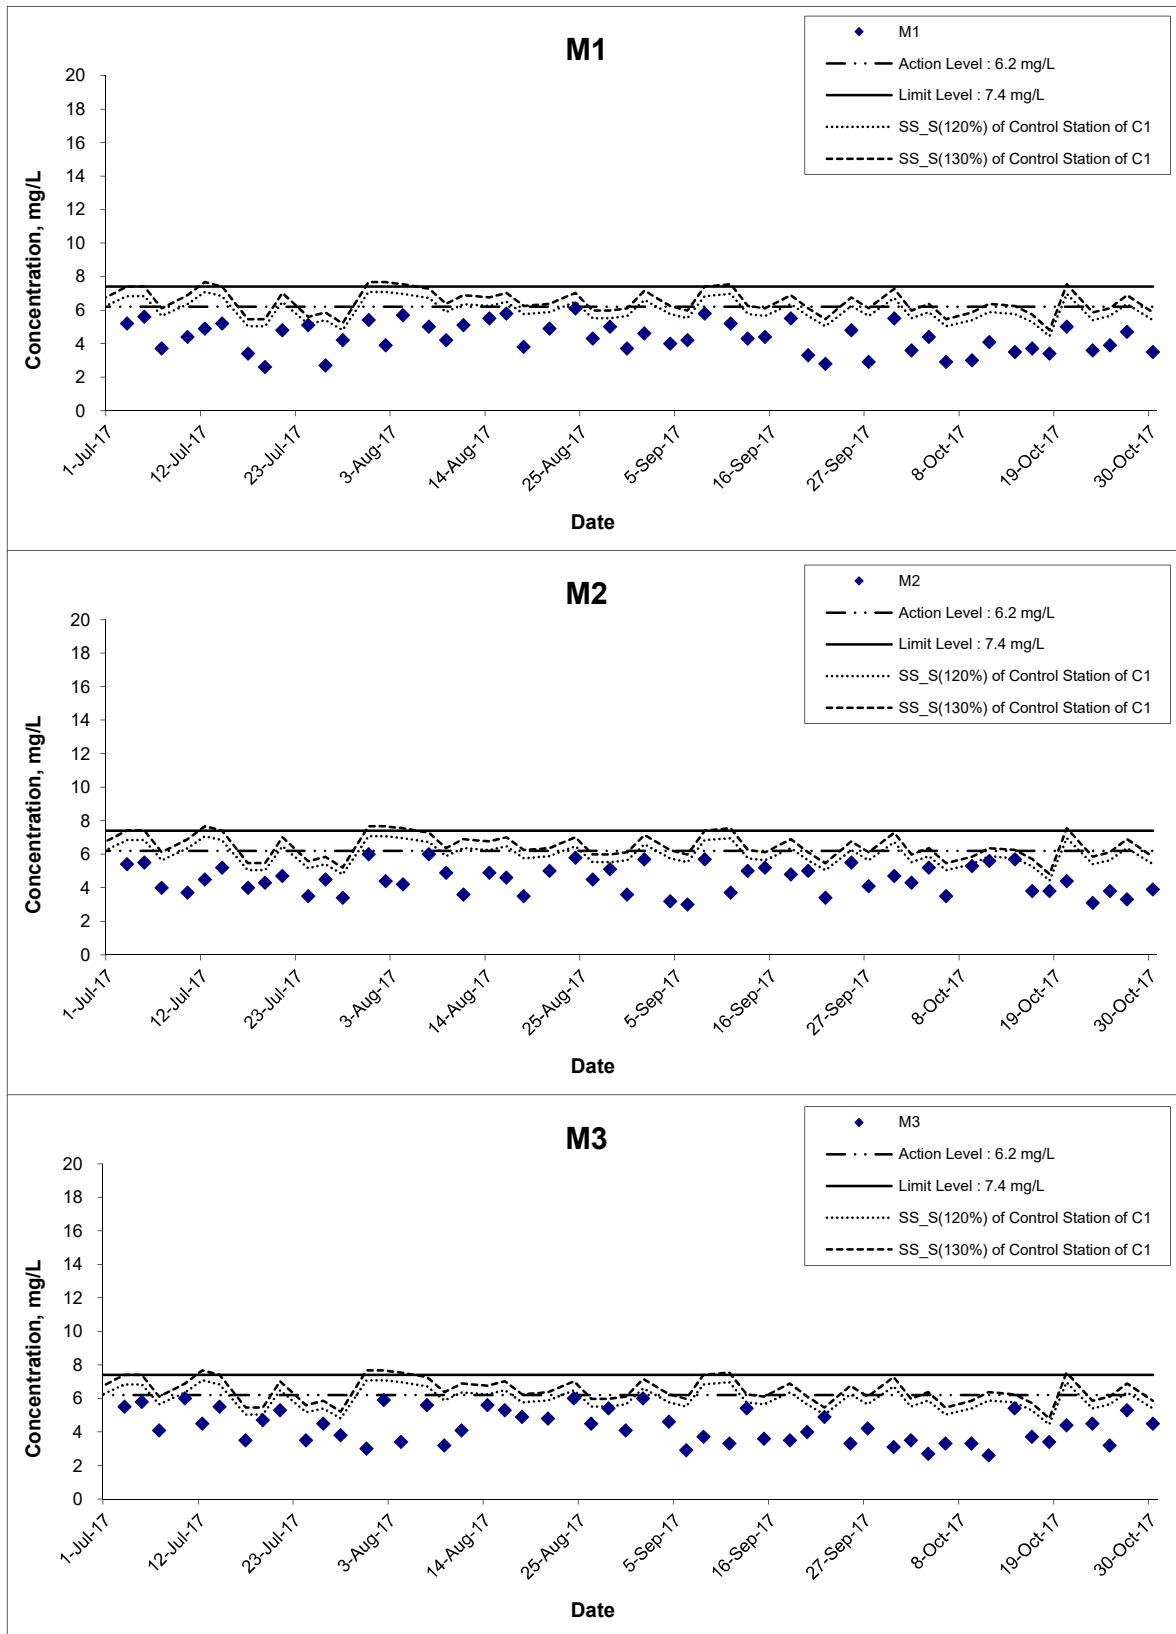 M1
M1
Action Level : 6.2 mg/L
Limit Level : 7.4 mg/L
SS_S(120%) of Control Station of C1
SS_S(130%) of Control Station of C1
Concentration, mg/L
20
18
16
14
12
10
8
6
4
2
0
1-Jul-17
12-Jul-17
23-Jul-17
3-Aug-17
14-Aug-17
25-Aug-17
5-Sep-17
16-Sep-17
27-Sep-17
8-Oct-17
19-Oct-17
30-Oct-17
Date
M2
M2
Action Level : 6.2 mg/L
Limit Level : 7.4 mg/L
SS_S(120%) of Control Station of C1
SS_S(130%) of Control Station of C1
Concentration, mg/L
20
18
16
14
12
10
8
6
4
2
0
1-Jul-17
12-Jul-17
23-Jul-17
3-Aug-17
14-Aug-17
25-Aug-17
5-Sep-17
16-Sep-17
27-Sep-17
8-Oct-17
19-Oct-17
30-Oct-17
Date
M3
M3
Action Level : 6.2 mg/L
Limit Level : 7.4 mg/L
SS_S(120%) of Control Station of C1
SS_S(130%) of Control Station of C1
Concentration, mg/L
20
18
16
14
12
10
8
6
4
2
0
1-Jul-17
12-Jul-17
23-Jul-17
3-Aug-17
14-Aug-17
25-Aug-17
5-Sep-17
16-Sep-17
27-Sep-17
8-Oct-17
19-Oct-17
30-Oct-17
Date